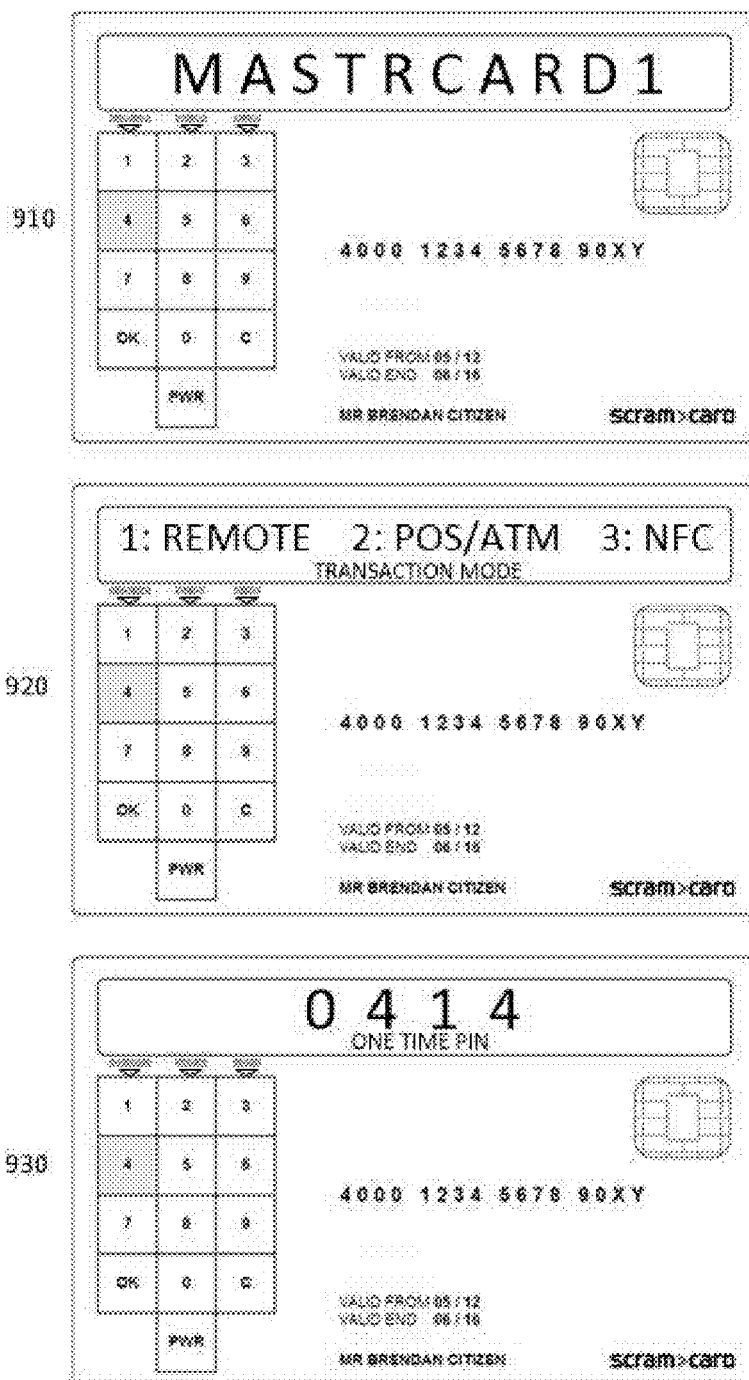 MASTRCARD1
1 2 3
910
4 5 6
4000 1234 5678 90XY
7 8 9
OK 0 C
VALID FROM 05 / 12
VALID END 06 / 16
PWR
MR BRENDAN CITIZEN
scram>card
1: REMOTE 2: POS/ATM 3: NFC
TRANSACTION MODE
1 2 3
920
4 5 6
4000 1234 5678 90XY
7 8 9
OK 0 C
VALID FROM 05 / 12
VALID END 06 / 16
PWR
MR BRENDAN CITIZEN
scram>card
0 4 1 4
ONE TIME PIN
1 2 3
930
4 5 6
4000 1234 5678 90XY
7 8 9
OK 0 C
VALID FROM 05 / 12
VALID END 06 / 16
PWR
MR BRENDAN CITIZEN
scram>card